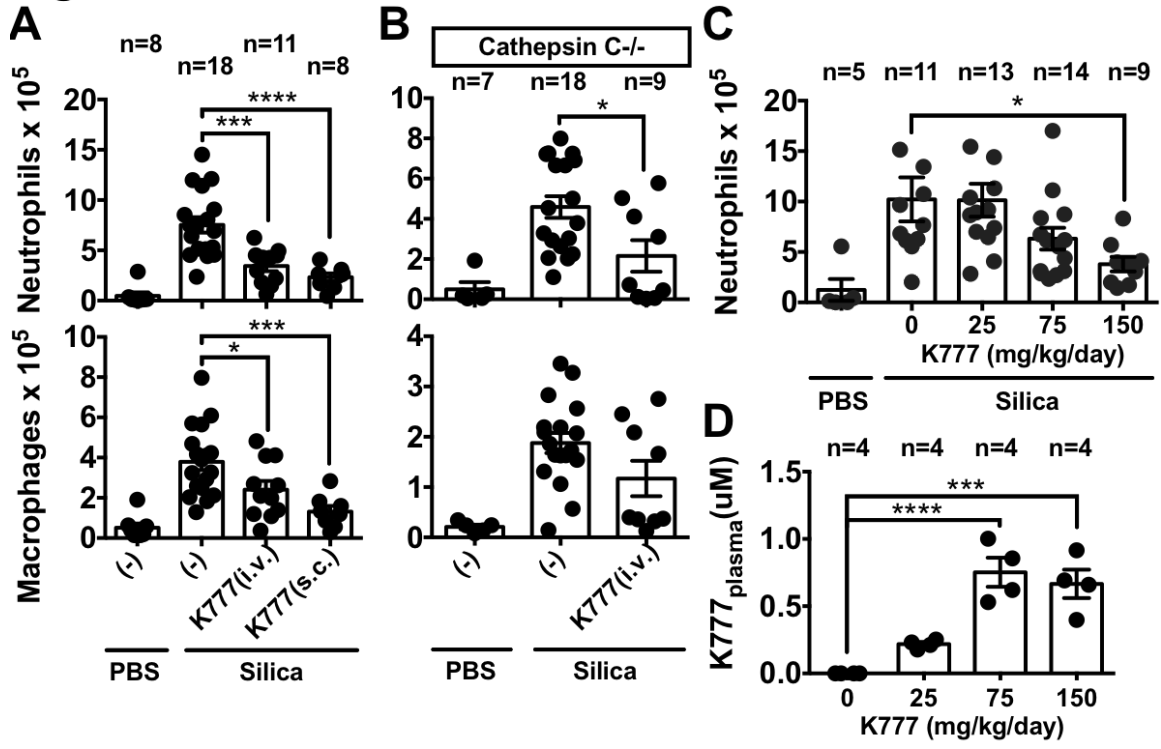 A
n=8
n=18
n=11
n=8
Neutrophils x 10⁵
20
15
10
5
0
****
***
Macrophages x 10⁵
10
8
6
4
2
0
***
*
(-)
(-)
K777(i.v.)
K777(s.c.)
PBS
Silica
B
Cathepsin C-/-
n=7
n=18
n=9
10
8
6
4
2
0
*
4
3
2
1
0
(-)
(-)
K777(i.v.)
PBS
Silica
C
n=5
n=11
n=13
n=14
n=9
Neutrophils x 10⁵
20
15
10
5
0
*
0
25
75
150
K777 (mg/kg/day)
PBS
Silica
D
n=4
n=4
n=4
n=4
K777plasma(uM)
1.5
1.0
0.5
0.0
***
****
0
25
75
150
K777 (mg/kg/day)